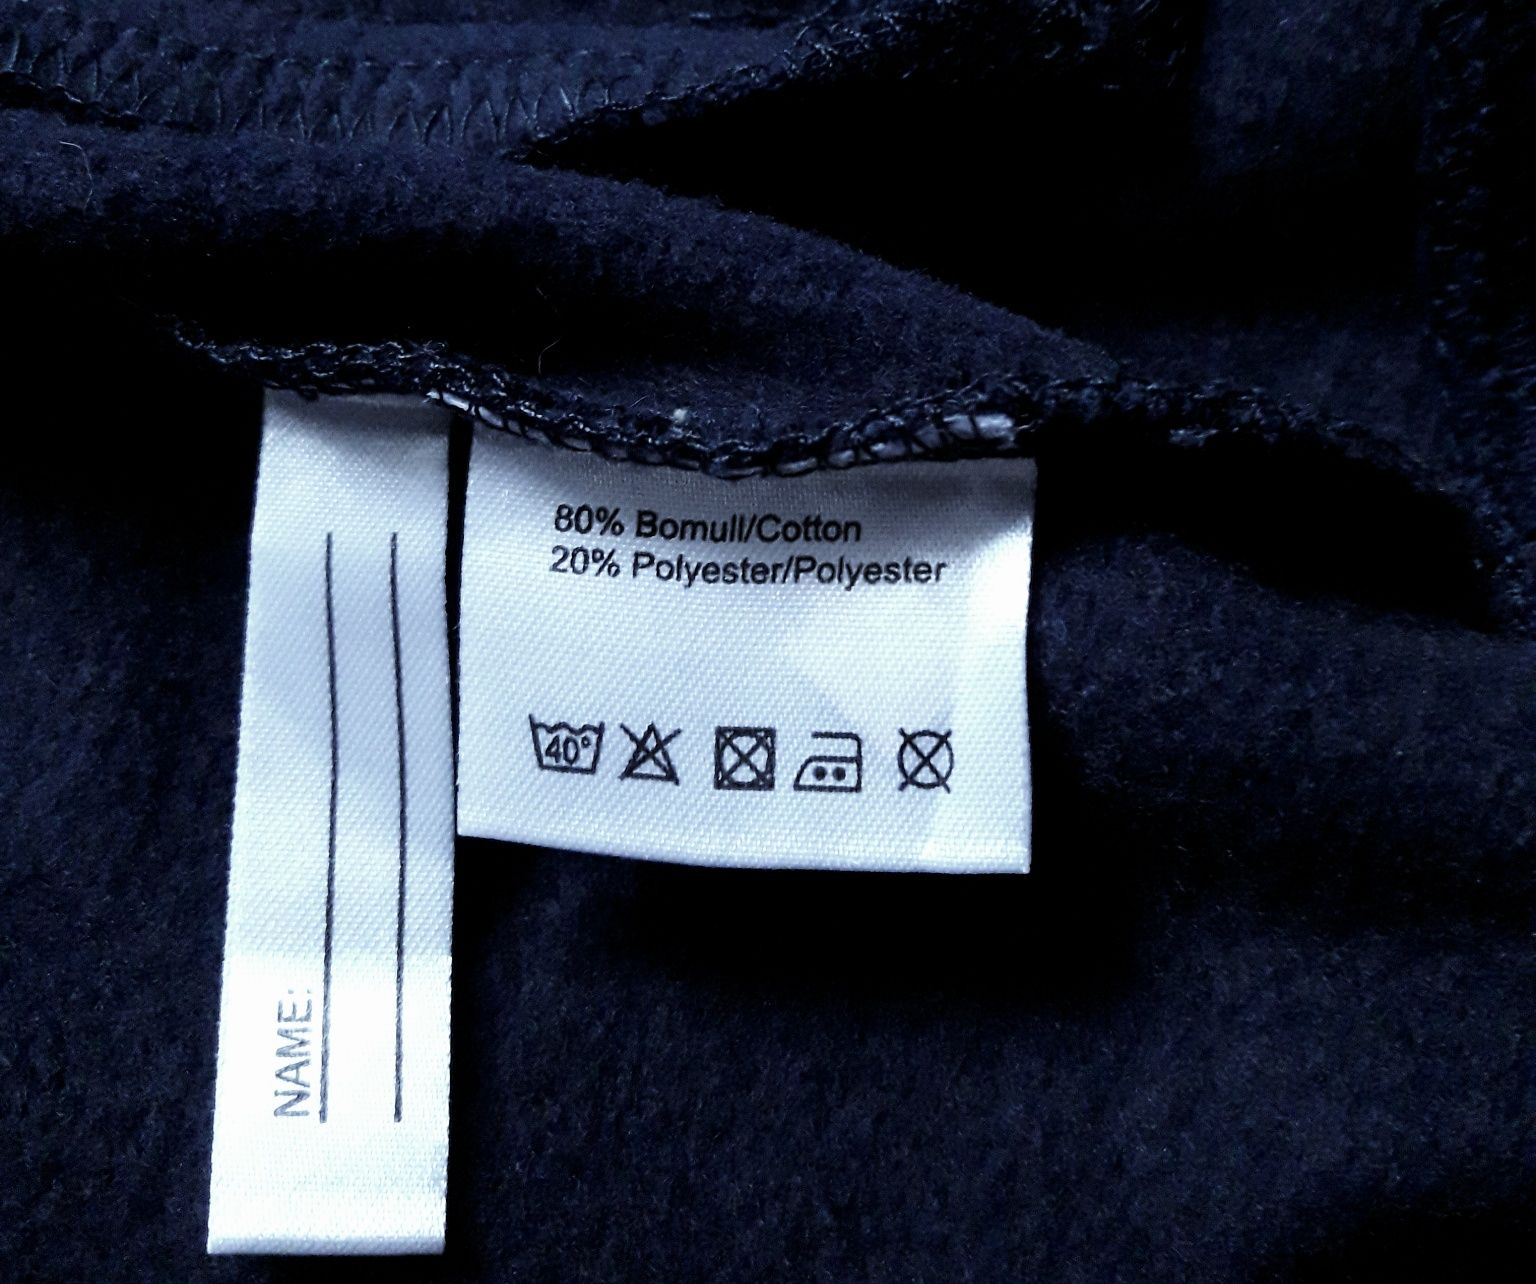 NAME:
80% Bomull/Cotton
20% Polyester/Polyester
40°